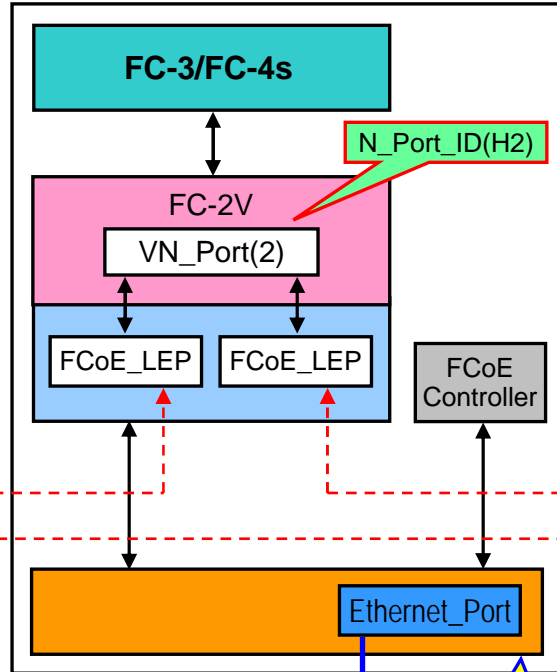 FC-3/FC-4s
N_Port_ID(H2)
FC-2V
VN_Port(2)
FCoE_LEP
FCoE_LEP
FCoE
Controller
Ethernet_Port